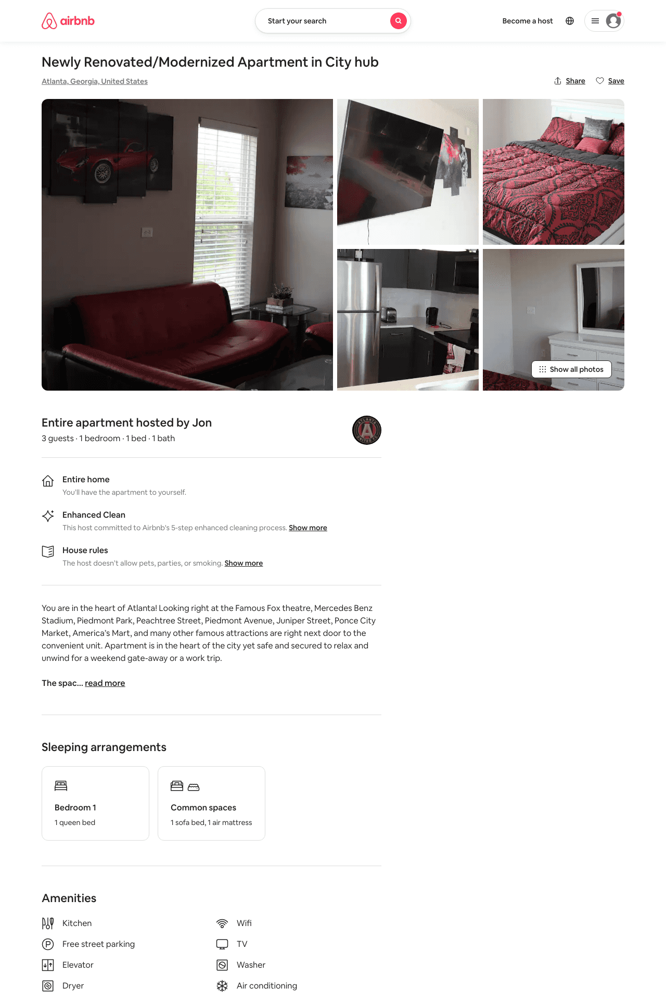 airbnb
Start your search
Become a host
Newly Renovated/Modernized Apartment in City hub
Atlanta, Georgia, United States
Share
Save
Show all photos
Entire apartment hosted by Jon
3 guests · 1 bedroom · 1 bed · 1 bath
ATLANTA
A
UNITED FC
Entire home
You’ll have the apartment to yourself.
Enhanced Clean
This host committed to Airbnb's 5-step enhanced cleaning process. Show more
House rules
The host doesn’t allow pets, parties, or smoking. Show more
You are in the heart of Atlanta! Looking right at the Famous Fox theatre, Mercedes Benz
Stadium, Piedmont Park, Peachtree Street, Piedmont Avenue, Juniper Street, Ponce City
Market, America’s Mart, and many other famous attractions are right next door to the
convenient unit. Apartment is in the heart of the city yet safe and secured to relax and
unwind for a weekend gate-away or a work trip.
The spac... read more
Sleeping arrangements
Bedroom 1
1 queen bed
Common spaces
1 sofa bed, 1 air mattress
Amenities
Kitchen
Wifi
Free street parking
TV
Elevator
Washer
Dryer
Air conditioning